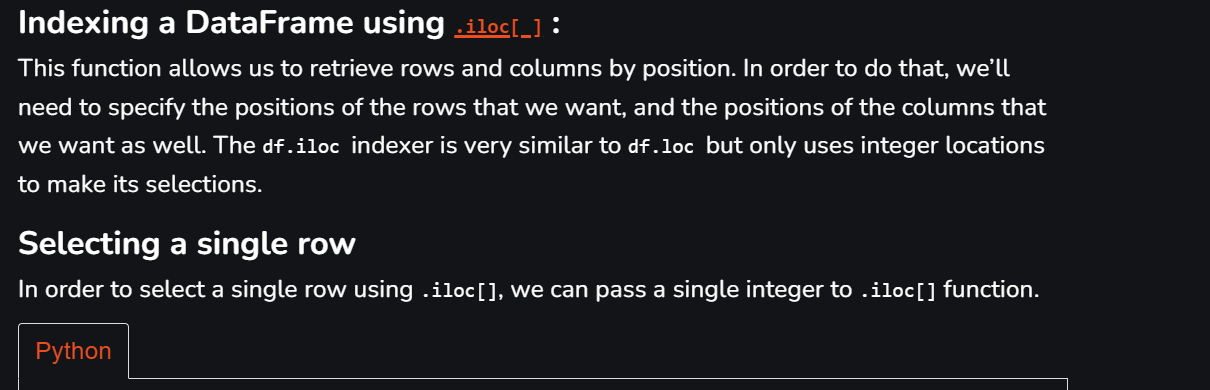 Indexing a DataFrame using .iloc[ ] :
This function allows us to retrieve rows and columns by position. In order to do that, we’ll
need to specify the positions of the rows that we want, and the positions of the columns that
we want as well. The df.iloc indexer is very similar to df.loc but only uses integer locations
to make its selections.
Selecting a single row
In order to select a single row using .iloc[], we can pass a single integer to .iloc[] function.
Python